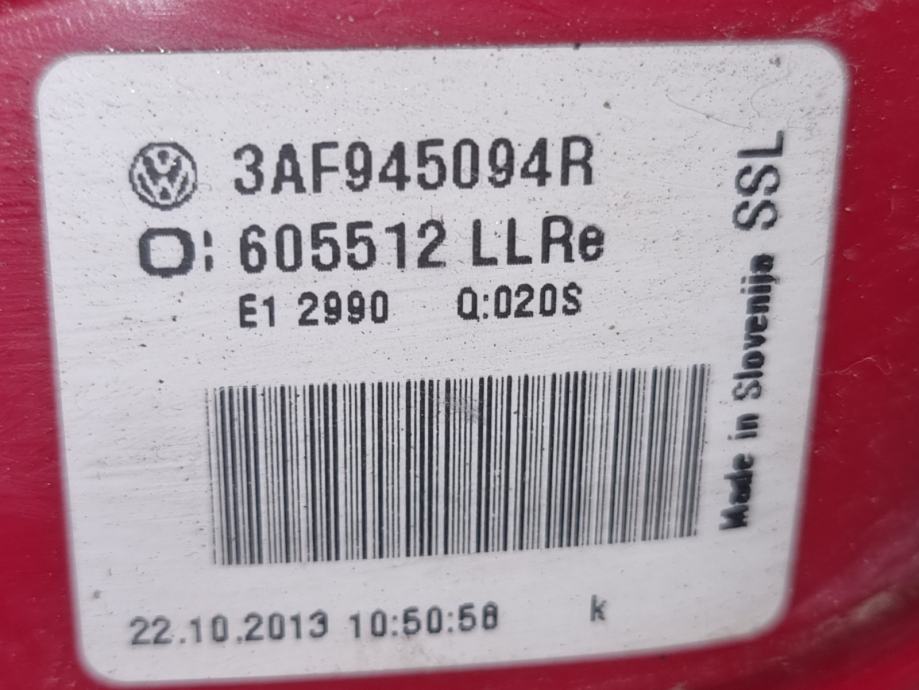 3AF945094R
O: 605512 LLRe
E1 2990 Q:020S
22.10.2013 10:50:58 k
Made in Slovenija SSL